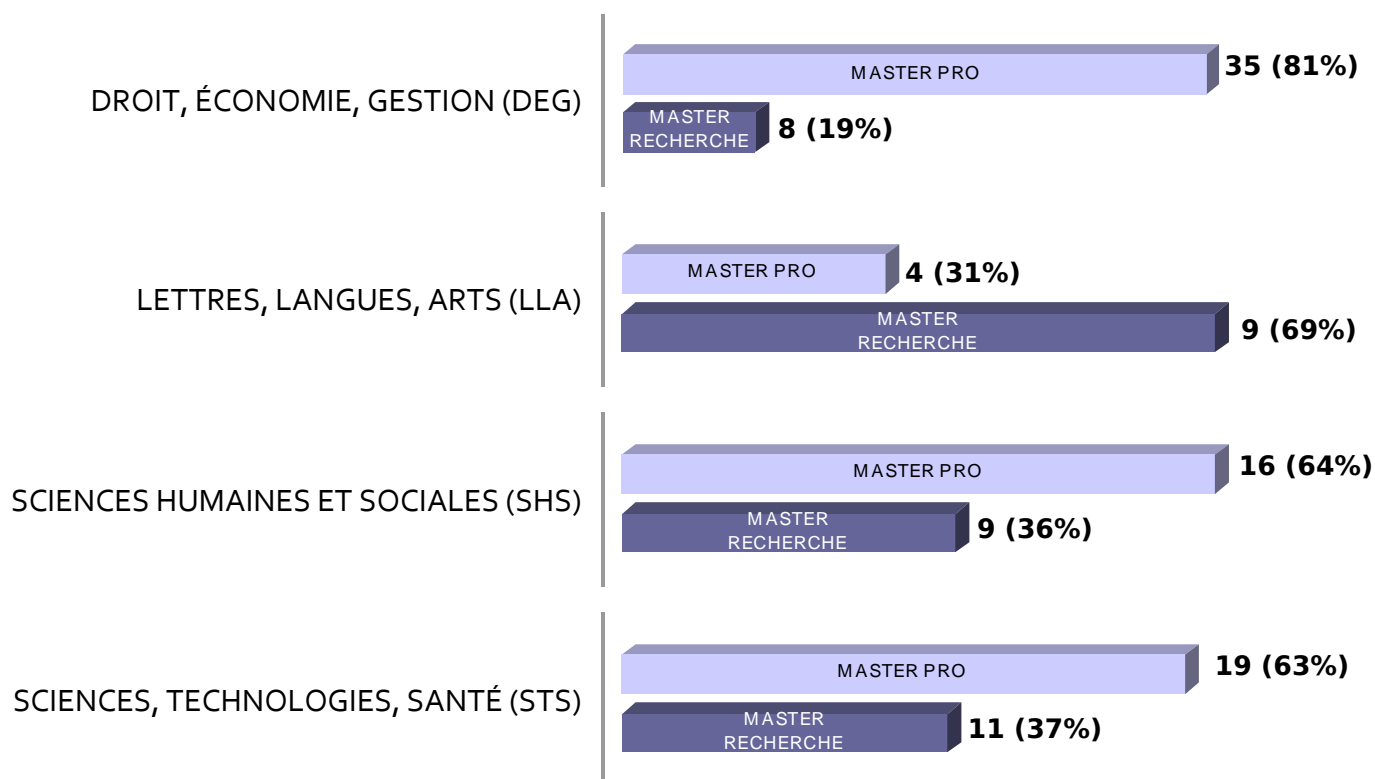 MASTER PRO
35 (81%)
DROIT, ÉCONOMIE, GESTION (DEG)
MASTER
RECHERCHE
8 (19%)
MASTER PRO
4 (31%)
LETTRES, LANGUES, ARTS (LLA)
MASTER
RECHERCHE
9 (69%)
MASTER PRO
16 (64%)
SCIENCES HUMAINES ET SOCIALES (SHS)
MASTER
RECHERCHE
9 (36%)
MASTER PRO
19 (63%)
SCIENCES, TECHNOLOGIES, SANTÉ (STS)
MASTER
RECHERCHE
11 (37%)